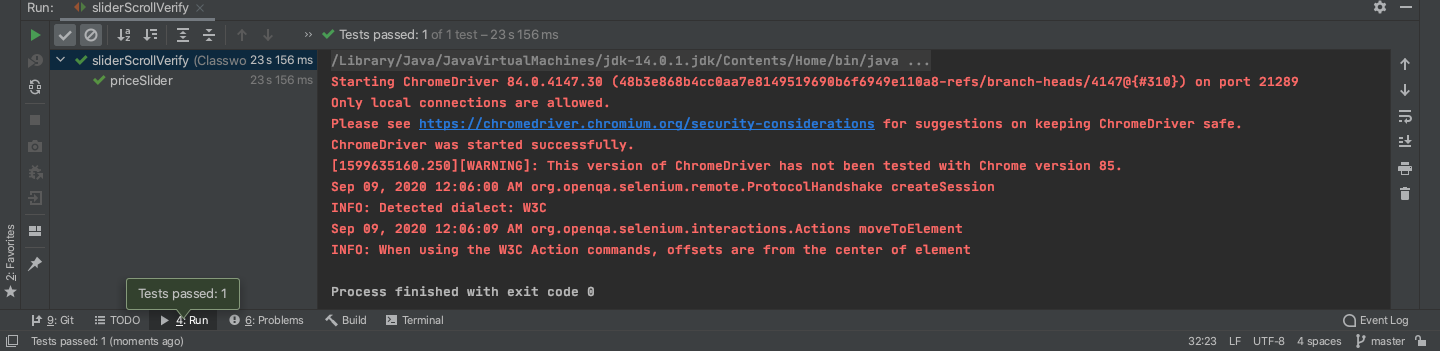 Run: sliderScrollVerify
Tests passed: 1 of 1 test – 23 s 156 ms
sliderScrollVerify (Classwo 23 s 156 ms
priceSlider 23 s 156 ms
/Library/Java/JavaVirtualMachines/jdk-14.0.1.jdk/Contents/Home/bin/java ...
Starting ChromeDriver 84.0.4147.30 (48b3e868b4cc0aa7e8149519690b6f6949e110a8-refs/branch-heads/4147@{#310}) on port 21289
Only local connections are allowed.
Please see https://chromedriver.chromium.org/security-considerations for suggestions on keeping ChromeDriver safe.
ChromeDriver was started successfully.
[1599635160.250][WARNING]: This version of ChromeDriver has not been tested with Chrome version 85.
Sep 09, 2020 12:06:00 AM org.openqa.selenium.remote.ProtocolHandshake createSession
INFO: Detected dialect: W3C
Sep 09, 2020 12:06:09 AM org.openqa.selenium.interactions.Actions moveToElement
INFO: When using the W3C Action commands, offsets are from the center of element
Process finished with exit code 0
2: Favorites
Tests passed: 1
9: Git TODO 4: Run 6: Problems Build Terminal Event Log
Tests passed: 1 (moments ago) 32:23 LF UTF-8 4 spaces master